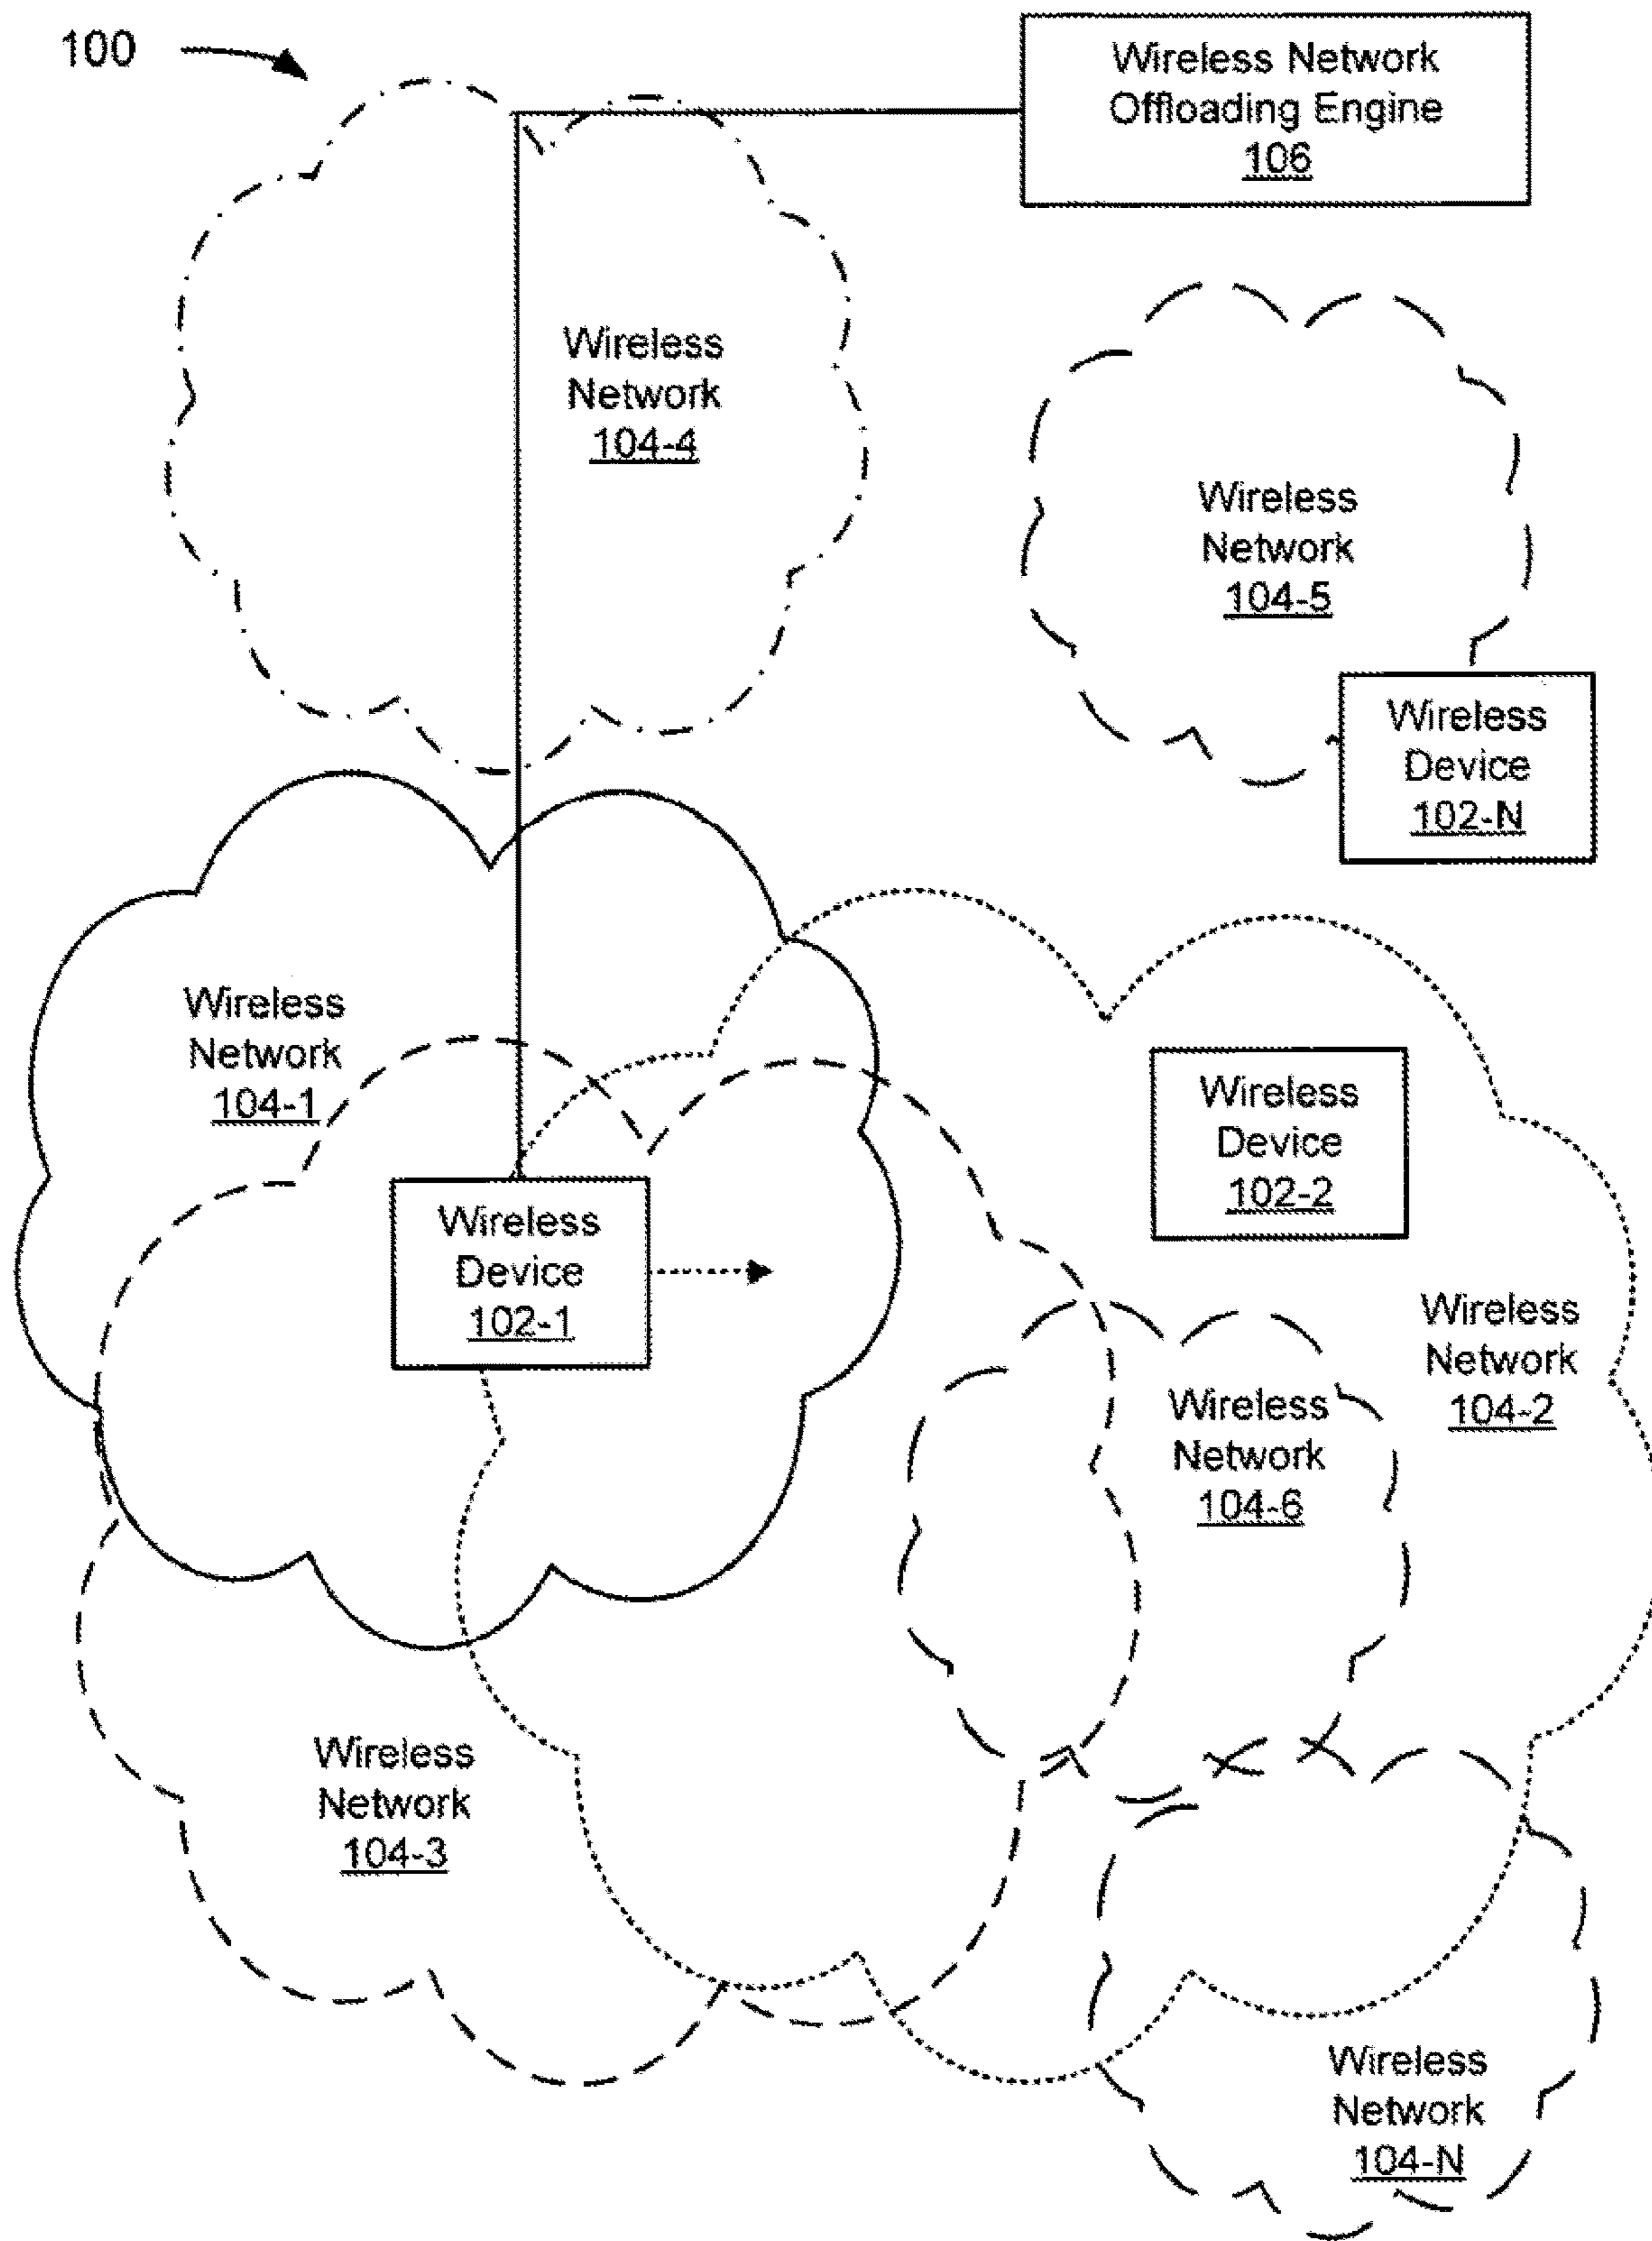 100
Wireless Network
Offloading Engine
106
Wireless
Network
104-4
Wireless
Network
104-5
Wireless
Device
102-N
Wireless
Network
104-1
Wireless
Device
102-2
Wireless
Device
102-1
Wireless
Network
104-2
Wireless
Network
104-6
Wireless
Network
104-3
Wireless
Network
104-N